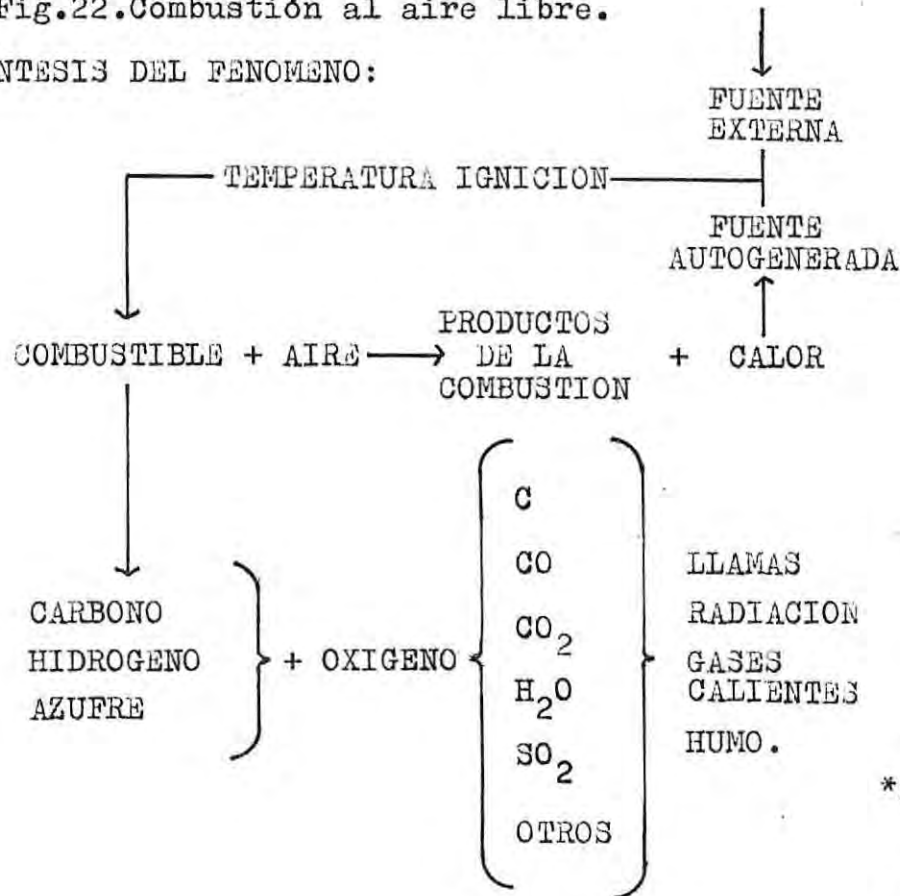 Fig.22.Combustión al aire libre.
NTESIS DEL FENOMENO:
FUENTE
EXTERNA
TEMPERATURA IGNICION
FUENTE
AUTOGENERADA
COMBUSTIBLE + AIRE → PRODUCTOS DE LA COMBUSTION + CALOR
CARBONO
HIDROGENO
AZUFRE
+ OXIGENO
C
CO
CO₂
H₂O
SO₂
OTROS
LLAMAS
RADIACION
GASES
CALIENTES
HUMO.
*